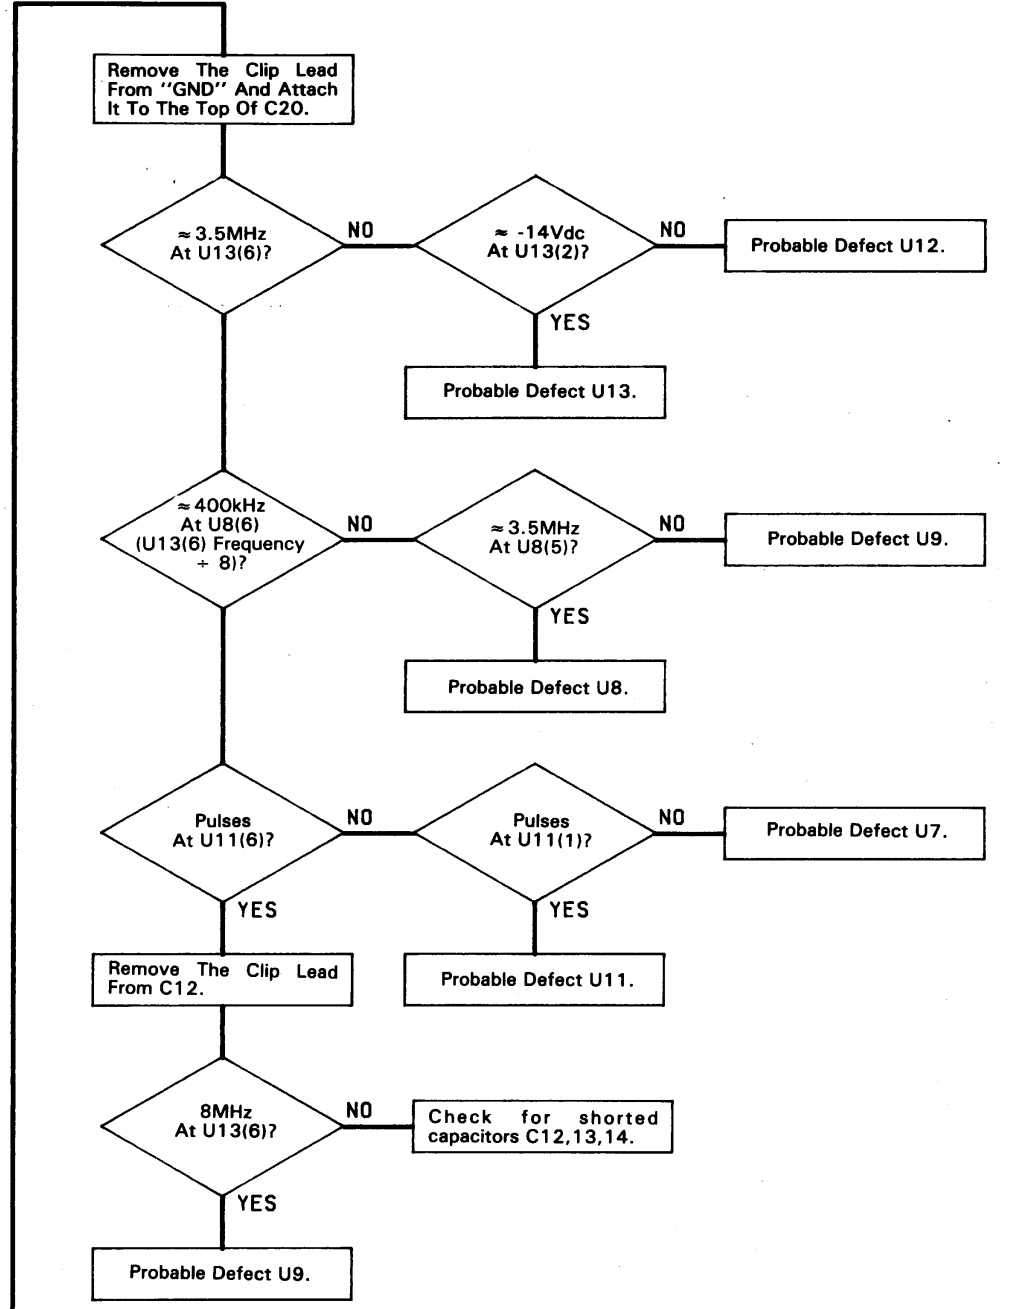 Remove The Clip Lead
From "GND" And Attach
It To The Top Of C20.
≈ 3.5MHz
At U13(6)?
NO
≈ -14Vdc
At U13(2)?
NO
Probable Defect U12.
YES
Probable Defect U13.
≈ 400kHz
At U8(6)
(U13(6) Frequency
÷ 8)?
NO
≈ 3.5MHz
At U8(5)?
NO
Probable Defect U9.
YES
Probable Defect U8.
Pulses
At U11(6)?
NO
Pulses
At U11(1)?
NO
Probable Defect U7.
YES
YES
Remove The Clip Lead
From C12.
Probable Defect U11.
8MHz
At U13(6)?
NO
Check for shorted
capacitors C12,13,14.
YES
Probable Defect U9.